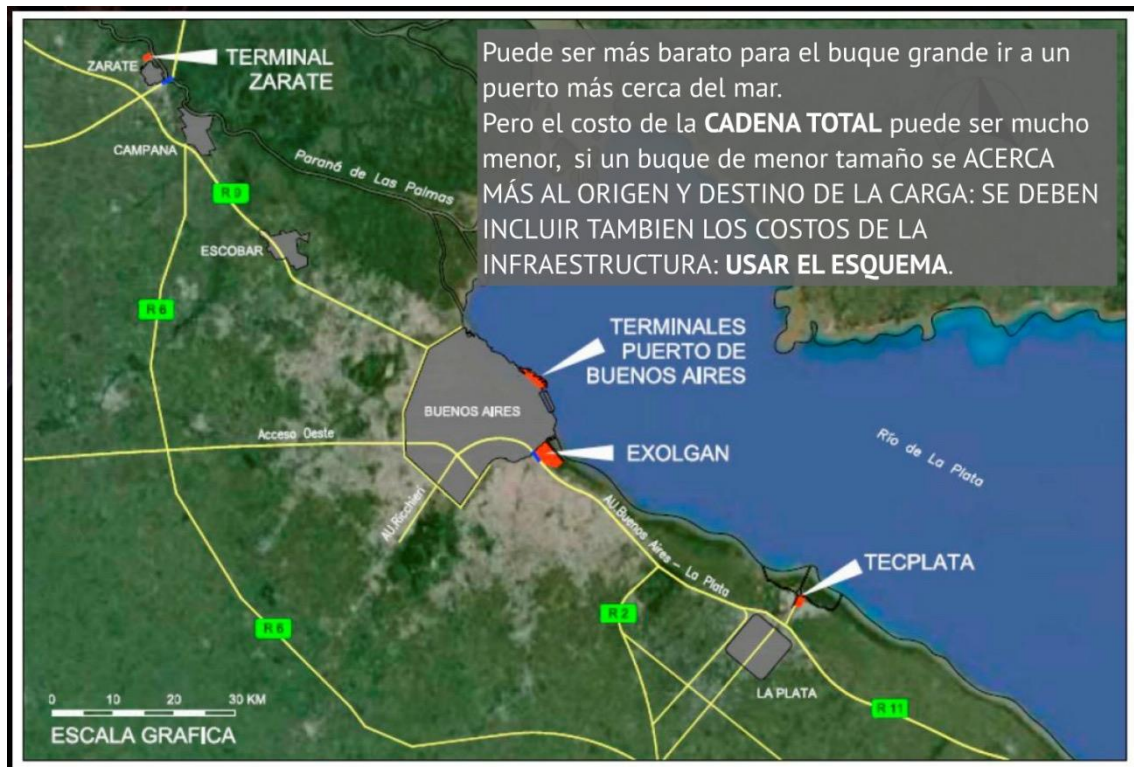 Puede ser más barato para el buque grande ir a un
puerto más cerca del mar.
Pero el costo de la CADENA TOTAL puede ser mucho
menor, si un buque de menor tamaño se ACERCA
MÁS AL ORIGEN Y DESTINO DE LA CARGA: SE DEBEN
INCLUIR TAMBIEN LOS COSTOS DE LA
INFRAESTRUCTURA: USAR EL ESQUEMA.
TERMINAL
ZARATE
ZARATE
CAMPANA
Paraná de Las Palmas
R 9
ESCOBAR
R 6
TERMINALES
PUERTO DE
BUENOS AIRES
BUENOS AIRES
Acceso Oeste
EXOLGAN
Río de La Plata
AU.Ricchieri
AU.Buenos Aires - La Plata
TECPLATA
R 2
R 6
LA PLATA
R 11
0 10 20 30 KM
ESCALA GRAFICA